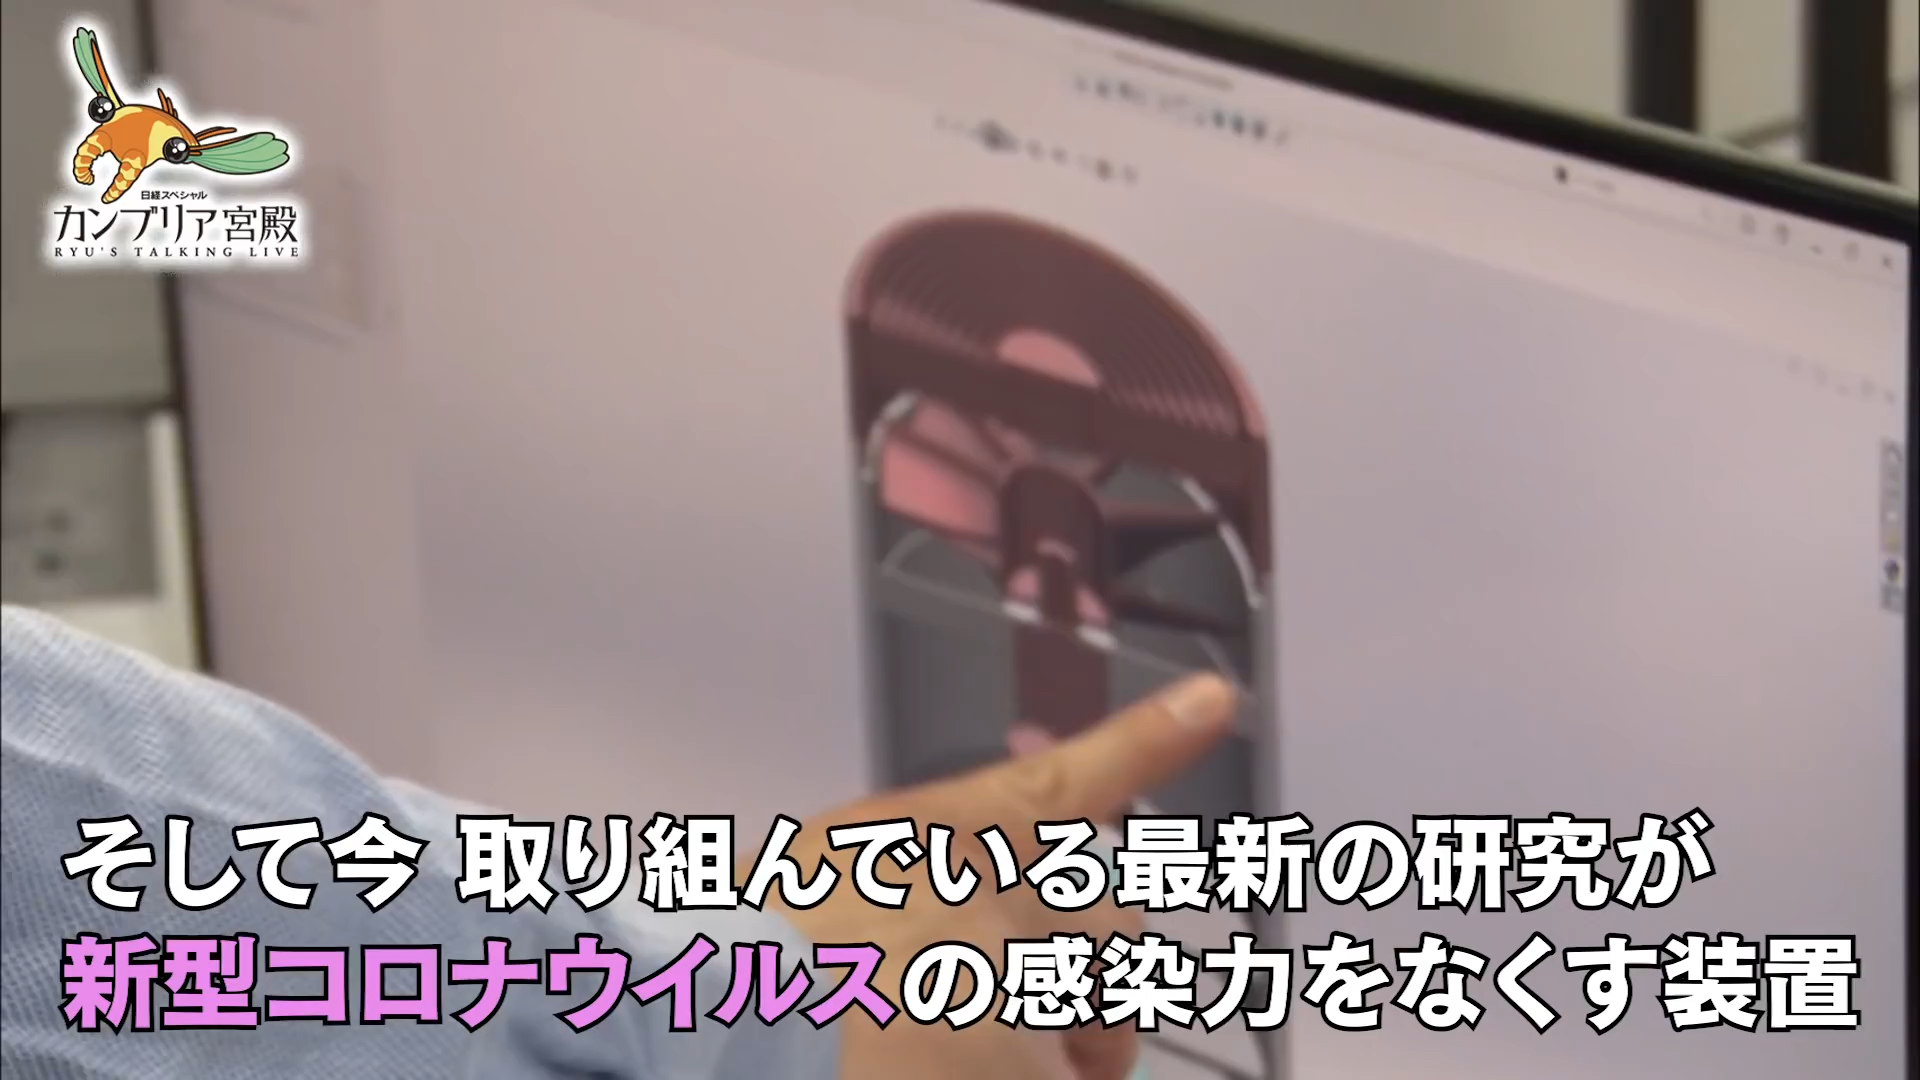 日経スペシャル
カンブリア宮殿
RYU'S TALKING LIVE
そして今 取り組んでいる最新の研究が
新型コロナウイルスの感染力をなくす装置